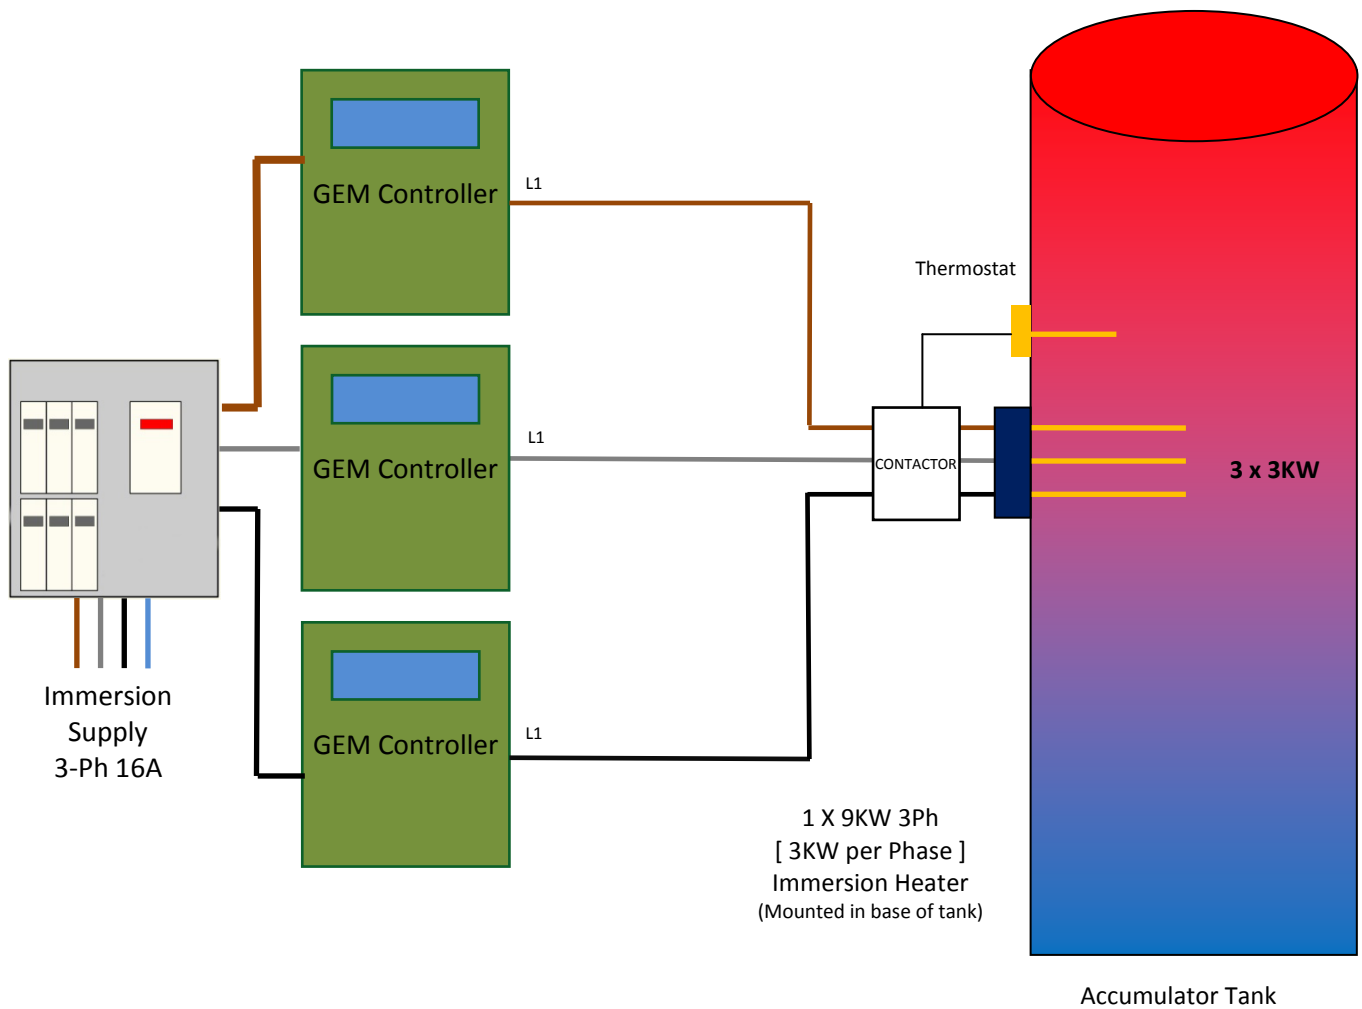 GEM Controller
L1
Thermostat
GEM Controller
L1
CONTACTOR
3 x 3KW
Immersion
Supply
3-Ph 16A
GEM Controller
L1
1 X 9KW 3Ph
[ 3KW per Phase ]
Immersion Heater
(Mounted in base of tank)
Accumulator Tank